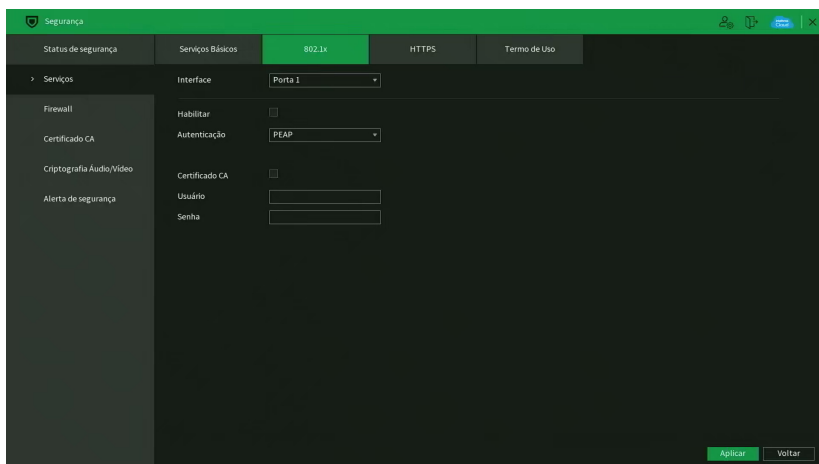 Segurança
Cloud
Status de segurança
Serviços Básicos
802.1x
HTTPS
Termo de Uso
Serviços
Interface
Porta 1
Firewall
Habilitar
Certificado CA
Autenticação
PEAP
Criptografia Áudio/Vídeo
Certificado CA
Alerta de segurança
Usuário
Senha
Aplicar
Voltar